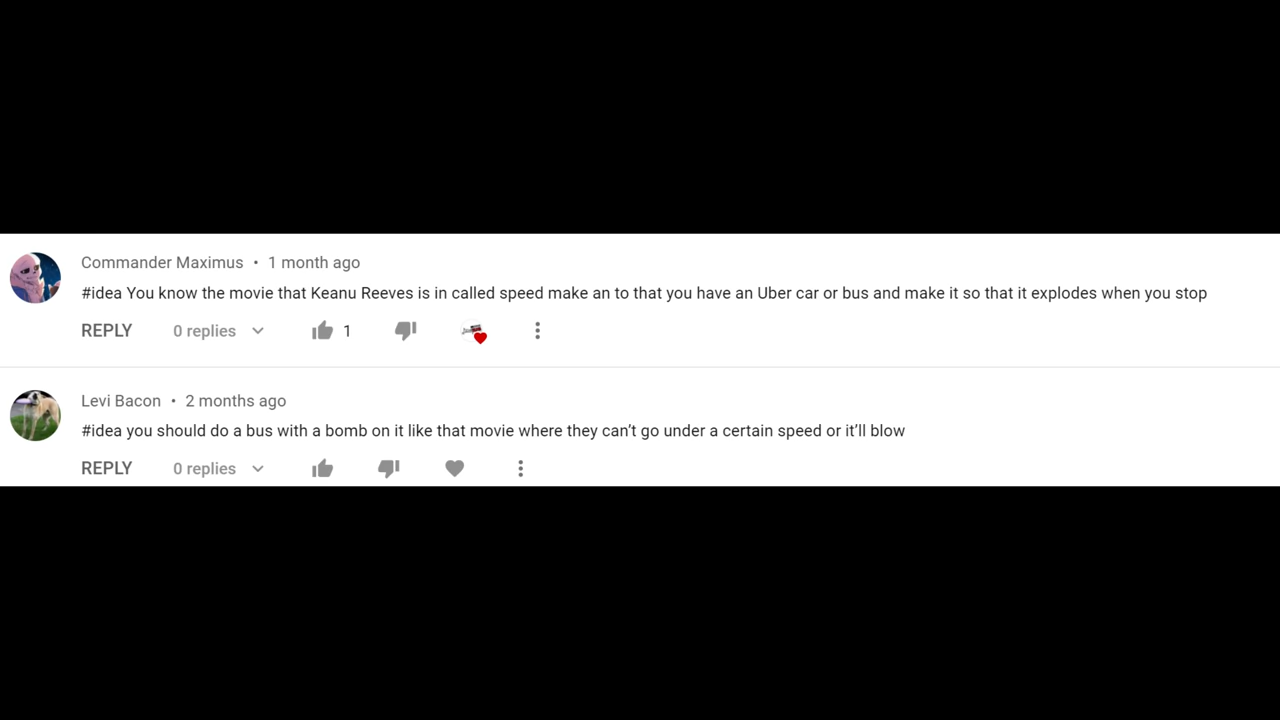 Commander Maximus • 1 month ago
#idea You know the movie that Keanu Reeves is in called speed make an to that you have an Uber car or bus and make it so that it explodes when you stop
REPLY 0 replies 1
Levi Bacon • 2 months ago
#idea you should do a bus with a bomb on it like that movie where they can’t go under a certain speed or it’ll blow
REPLY 0 replies